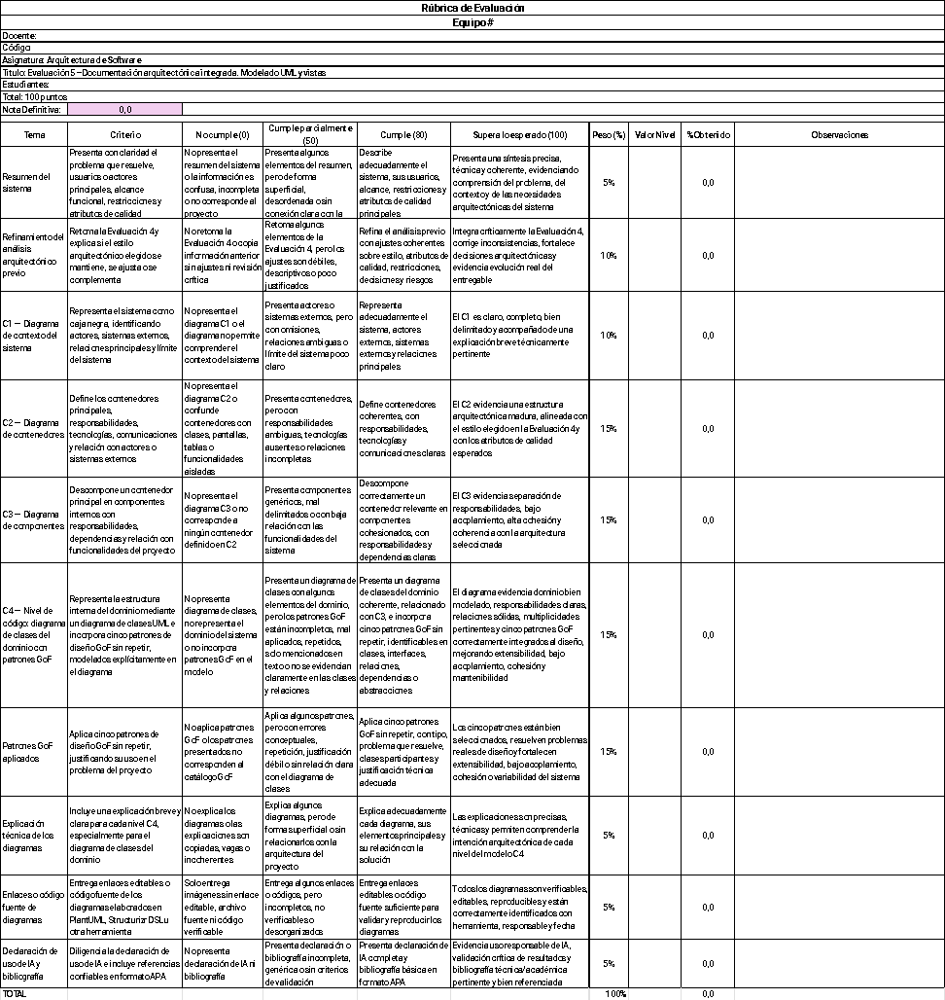 Rúbrica de Evaluación
Equipo #
Docente:
Código
Asignatura: Arquitectura de Software
Título: Evaluación 5 – Documentación arquitectónica integrada. Modelado UML y vistas
Estudiantes:
Total: 100 puntos
Nota Definitiva: 0,0
Tema Criterio No cumple (0) Cumple parcialmente (50) Cumple (80) Supera lo esperado (100) Peso (%) Valor Nivel % Obtenido Observaciones
Resumen del sistema
Presenta con claridad el problema que resuelve, usuarios o actores principales, alcance funcional, restricciones y atributos de calidad
No presenta el resumen del sistema o la información es confusa, incompleta o no corresponde al proyecto
Presenta algunos elementos del resumen, pero de forma superficial, desordenada o sin conexión clara con la
Describe adecuadamente el sistema, sus usuarios, alcance, restricciones y atributos de calidad principales
Presenta una síntesis precisa, técnica y coherente, evidenciando comprensión del problema, del contexto y de las necesidades arquitectónicas del sistema
5% 0,0
Refinamiento del análisis arquitectónico previo
Retoma la Evaluación 4 y explica si el estilo arquitectónico elegido se mantiene, se ajusta o se complementa
No retoma la Evaluación 4 o copia información anterior sin ajustes ni revisión crítica
Retoma algunos elementos de la Evaluación 4, pero los ajustes son débiles, descriptivos o poco justificados
Refina el análisis previo con ajustes coherentes sobre estilo, atributos de calidad, restricciones, decisiones y riesgos
Integra críticamente la Evaluación 4, corrige inconsistencias, fortalece decisiones arquitectónicas y evidencia evolución real del entregable
10% 0,0
C1 – Diagrama de contexto del sistema
Representa el sistema como caja negra, identificando actores, sistemas externos, relaciones principales y límite del sistema
No presenta el diagrama C1 o el diagrama no permite comprender el contexto del sistema
Presenta actores o sistemas externos, pero con omisiones, relaciones ambiguas o límite del sistema poco claro
Representa adecuadamente el sistema, actores externos, sistemas externos y relaciones principales
El C1 es claro, completo, bien delimitado y acompañado de una explicación breve técnicamente pertinente
10% 0,0
C2 – Diagrama de contenedores
Define los contenedores principales, responsabilidades, tecnologías, comunicaciones y relación con actores o sistemas externos
No presenta el diagrama C2 o confunde contenedores con clases, pantallas, tablas o funcionalidades aisladas
Presenta contenedores, pero con responsabilidades ambiguas, tecnologías ausentes o relaciones incompletas
Define contenedores coherentes, con responsabilidades, tecnologías y comunicaciones claras
El C2 evidencia una estructura arquitectónica madura, alineada con el estilo elegido en la Evaluación 4 y con los atributos de calidad esperados
15% 0,0
C3 – Diagrama de componentes
Descompone un contenedor principal en componentes internos con responsabilidades, dependencias y relación con funcionalidades del proyecto
No presenta el diagrama C3 o no corresponde a ningún contenedor definido en C2
Presenta componentes genéricos, mal delimitados o con baja relación con las funcionalidades del sistema
Descompone correctamente un contenedor relevante en componentes cohesionados, con responsabilidades y dependencias claras
El C3 evidencia separación de responsabilidades, bajo acoplamiento, alta cohesión y coherencia con la arquitectura seleccionada
15% 0,0
C4 – Nivel de código: diagrama de clases del dominio con patrones GoF
Representa la estructura interna del dominio mediante un diagrama de clases UML e incorpora cinco patrones de diseño GoF sin repetir, modelados explícitamente en el diagrama
No presenta diagrama de clases, no representa el dominio del sistema o no incorpora patrones GoF en el modelo
Presenta un diagrama de clases con algunos elementos del dominio, pero los patrones GoF están incompletos, mal aplicados, repetidos, solo mencionados en texto o no se evidencian claramente en las clases y relaciones
Presenta un diagrama de clases del dominio coherente, relacionado con C3, e incorpora cinco patrones GoF sin repetir, identificables en clases, interfaces, relaciones, dependencias o abstracciones
El diagrama evidencia dominio bien modelado, responsabilidades claras, relaciones sólidas, multiplicidades pertinentes y cinco patrones GoF correctamente integrados al diseño, mejorando extensibilidad, bajo acoplamiento, cohesión y mantenibilidad
15% 0,0
Patrones GoF aplicados
Aplica cinco patrones de diseño GoF sin repetir, justificando su uso en el problema del proyecto
No aplica patrones GoF o los patrones presentados no corresponden al catálogo GoF
Aplica algunos patrones, pero con errores conceptuales, repetición, justificación débil o sin relación clara con el diagrama de clases
Aplica cinco patrones GoF sin repetir, con tipo, problema que resuelve, clases participantes y justificación técnica adecuada
Los cinco patrones están bien seleccionados, resuelven problemas reales de diseño y fortalecen extensibilidad, bajo acoplamiento, cohesión o variabilidad del sistema
15% 0,0
Explicación técnica de los diagramas
Incluye una explicación breve y clara para cada nivel C4, especialmente para el diagrama de clases del dominio
No explica los diagramas o las explicaciones son copiadas, vagas o incoherentes
Explica algunos diagramas, pero de forma superficial o sin relacionarlos con la arquitectura del proyecto
Explica adecuadamente cada diagrama, sus elementos principales y su relación con la solución
Las explicaciones son precisas, técnicas y permiten comprender la intención arquitectónica de cada nivel del modelo C4
5% 0,0
Enlaces o código fuente de diagramas
Entrega enlaces editables o código fuente de los diagramas elaborados en PlantUML, Structurizr DSL u otra herramienta
Solo entrega imágenes sin enlace editable, archivo fuente ni código verificable
Entrega algunos enlaces o códigos, pero incompletos, no verificables o desorganizados
Entrega enlaces editables o código fuente suficiente para validar y reproducir los diagramas
Todos los diagramas son verificables, editables, reproducibles y están correctamente identificados con herramienta, responsable y fecha
5% 0,0
Declaración de uso de IA y bibliografía
Diligencia la declaración de uso de IA e incluye referencias confiables en formato APA
No presenta declaración de IA ni bibliografía
Presenta declaración o bibliografía incompleta, genérica o sin criterios de validación
Presenta declaración de IA completa y bibliografía básica en formato APA
Evidencia uso responsable de IA, validación crítica de resultados y bibliografía técnica/académica pertinente y bien referenciada
5% 0,0
TOTAL 100% 0,0